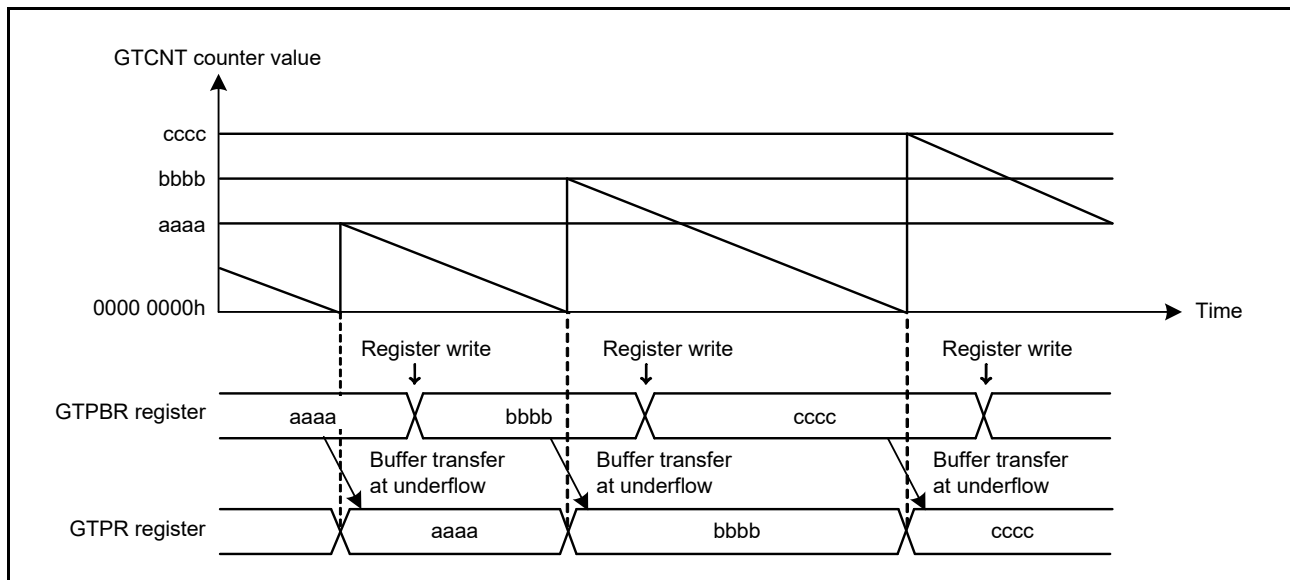 GTCNT counter value
cccc
bbbb
aaaa
0000 0000h
Time
Register write
Register write
Register write
GTPBR register
aaaa
bbbb
cccc
Buffer transfer
at underflow
Buffer transfer
at underflow
Buffer transfer
at underflow
GTPR register
aaaa
bbbb
cccc